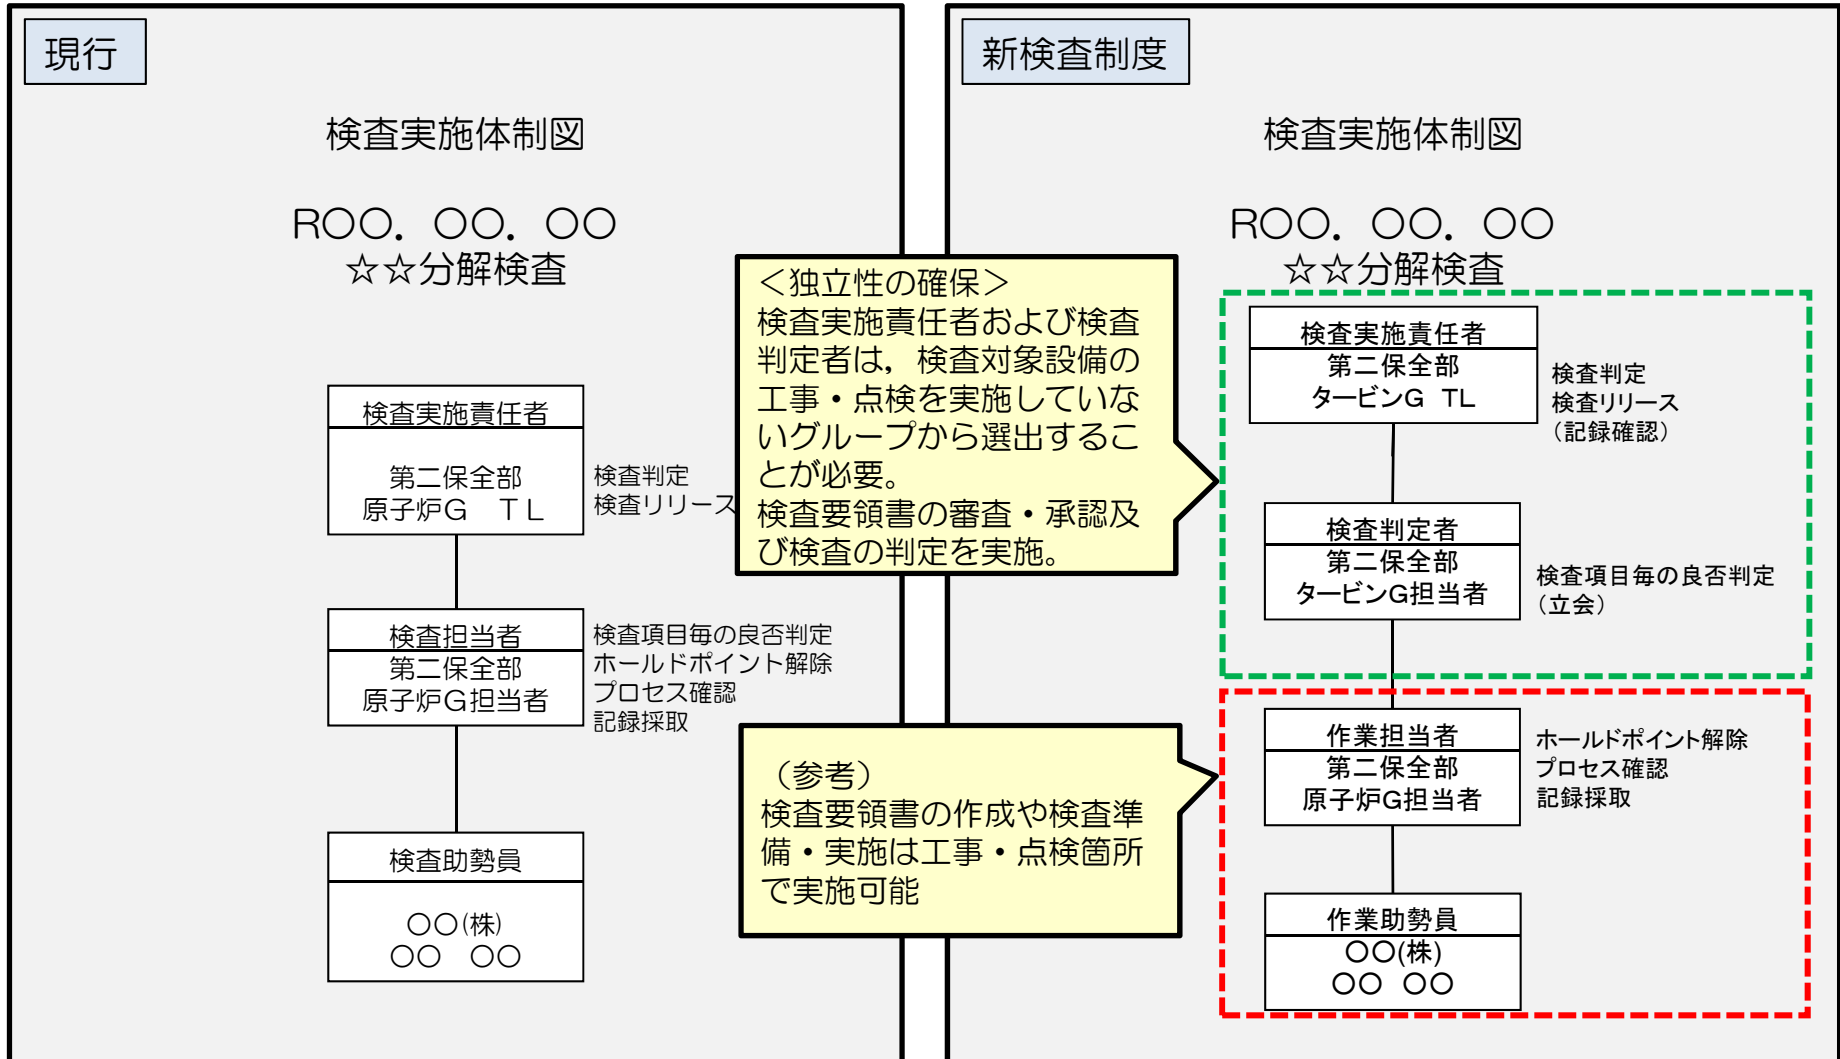 現行
検査実施体制図
R〇〇．〇〇．〇〇
☆☆分解検査
検査実施責任者
第二保全部
原子炉G　TL
検査判定
検査リリース
検査担当者
第二保全部
原子炉G担当者
検査項目毎の良否判定
ホールドポイント解除
プロセス確認
記録採取
検査助勢員
〇〇(株)
〇〇　〇〇
＜独立性の確保＞
検査実施責任者および検査
判定者は，検査対象設備の
工事・点検を実施していな
いグループから選出するこ
とが必要。
検査要領書の審査・承認及
び検査の判定を実施。
（参考）
検査要領書の作成や検査準
備・実施は工事・点検箇所
で実施可能
新検査制度
検査実施体制図
R〇〇．〇〇．〇〇
☆☆分解検査
検査実施責任者
第二保全部
タービンG　TL
検査判定
検査リリース
（記録確認）
検査判定者
第二保全部
タービンG担当者
検査項目毎の良否判定
（立会）
作業担当者
第二保全部
原子炉G担当者
ホールドポイント解除
プロセス確認
記録採取
作業助勢員
〇〇(株)
〇〇　〇〇